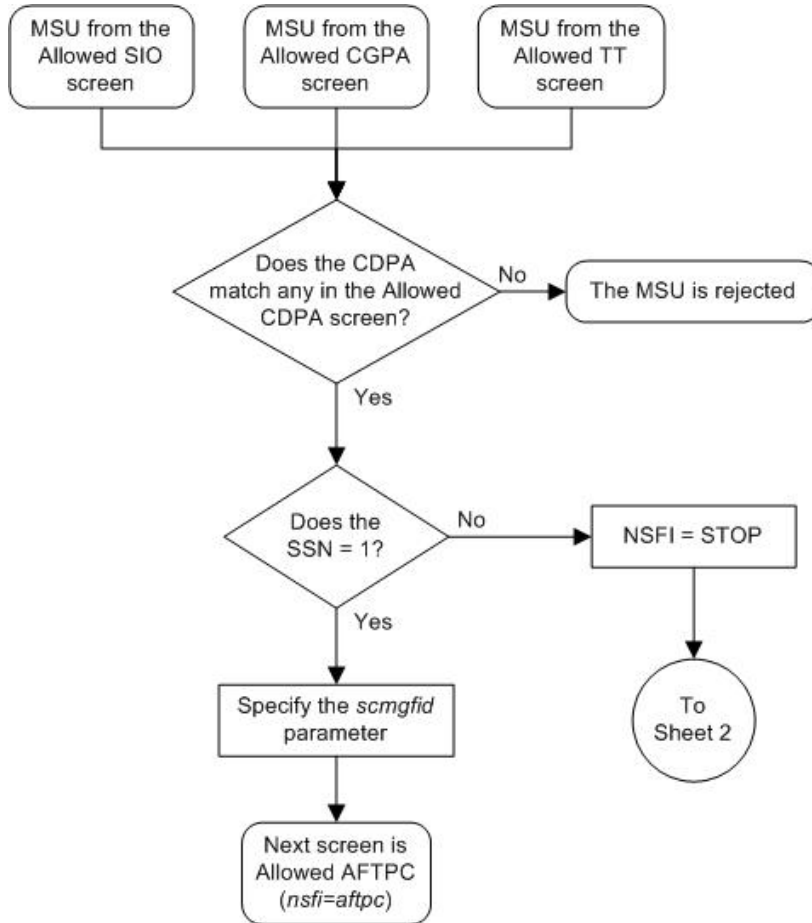 MSU from the
Allowed SIO
screen
MSU from the
Allowed CGPA
screen
MSU from the
Allowed TT
screen
Does the CDPA
match any in the Allowed
CDPA screen?
No
The MSU is rejected
Yes
Does the
SSN = 1?
No
NSFI = STOP
Yes
To
Sheet 2
Specify the scmgfid
parameter
Next screen is
Allowed AFTPC
(nsfi=aftpc)